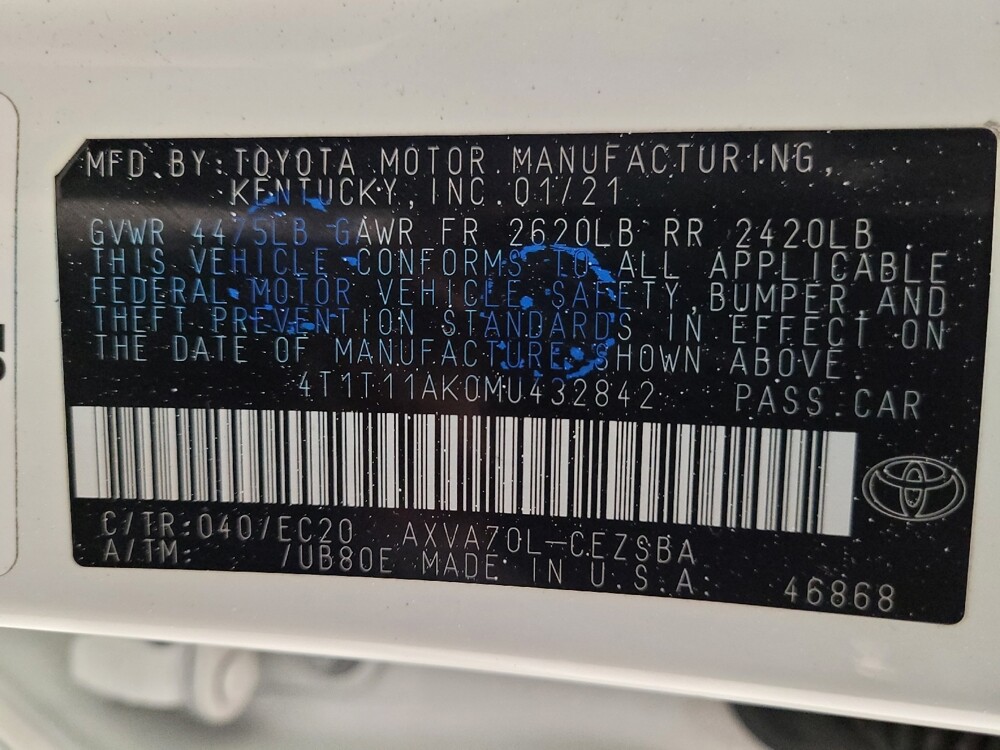 MFD.BY:TOYOTA MOTOR MANUFACTURING,
KENTUCKY,INC.01/21
GVWR 4475LB GAWR FR 2620LB RR 2420LB
THIS VEHICLE CONFORMS TO ALL APPLICABLE
FEDERAL MOTOR VEHICLE SAFETY,BUMPER,AND
THEFT PREVENTION STANDARDS IN EFFECT ON
THE DATE OF MANUFACTURE SHOWN ABOVE.
4T1T11AK0MU432842 PASS.CAR
C/TR:040/EC20 AXVA70L-CEZSBA
A/TM: /UB80E MADE IN U.S.A. 46868